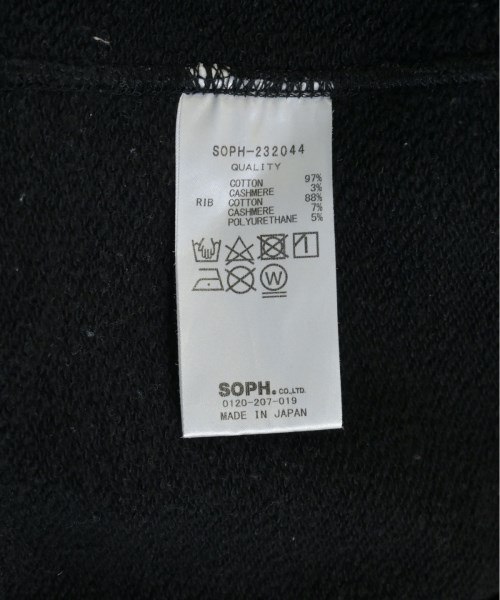 SOPH-232044
QUALITY
COTTON 97%
CASHMERE 3%
RIB COTTON 88%
CASHMERE 7%
POLYURETHANE 5%
W
SOPH. CO.,LTD.
0120-207-019
MADE IN JAPAN